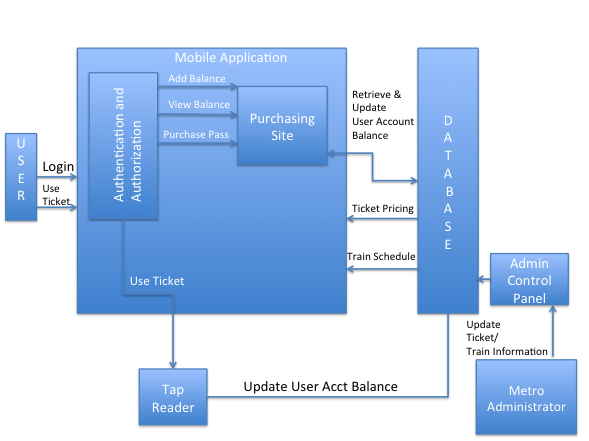 Mobile Application
Add Balance
View Balance
Purchase Pass
Authentication and
Authorization
Purchasing
Site
Retrieve &
Update
User Account
Balance
DATABASE
USER
Login
Use
Ticket
Ticket Pricing
Train Schedule
Use Ticket
Admin
Control
Panel
Update
Ticket/
Train Information
Tap
Reader
Update User Acct Balance
Metro
Administrator